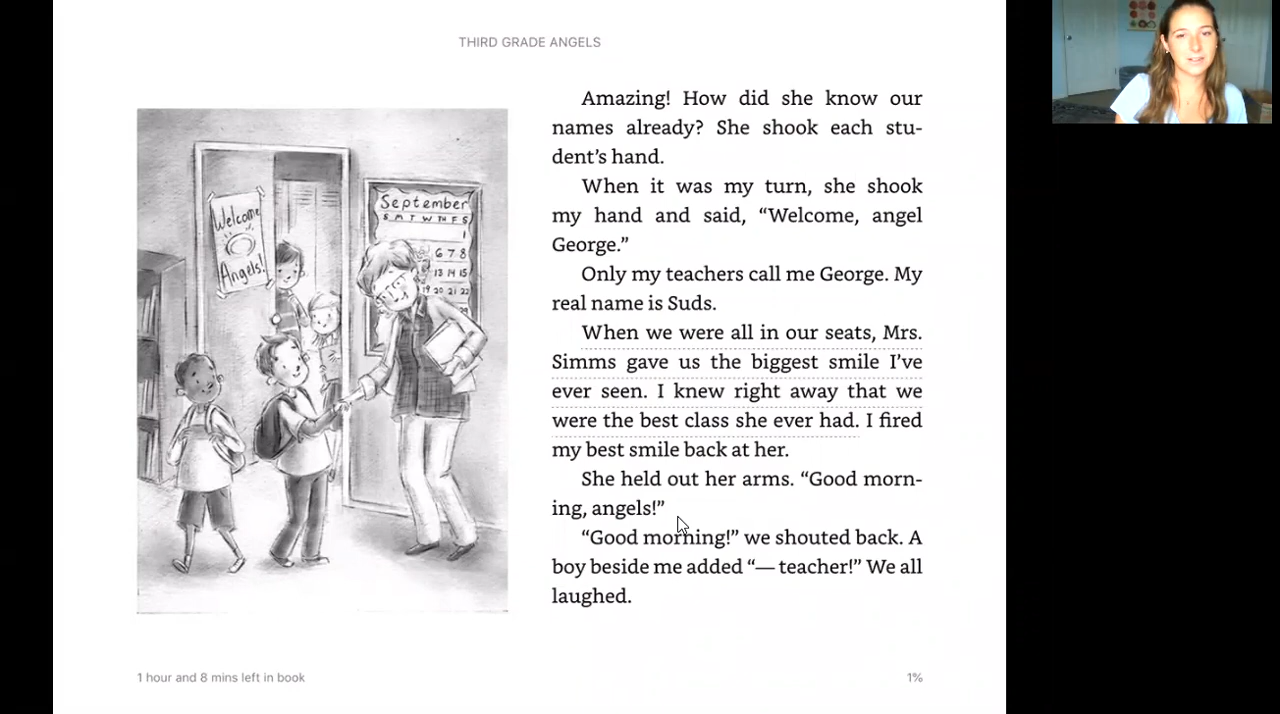 THIRD GRADE ANGELS
Welcome
Angels!
September
S M T W T H F S
1
6 7 8
13 14 15
19 20 21 22
Amazing! How did she know our
names already? She shook each stu-
dent's hand.
When it was my turn, she shook
my hand and said, “Welcome, angel
George.”
Only my teachers call me George. My
real name is Suds.
When we were all in our seats, Mrs.
Simms gave us the biggest smile I've
ever seen. I knew right away that we
were the best class she ever had. I fired
my best smile back at her.
She held out her arms. “Good morn-
ing, angels!”
“Good morning!” we shouted back. A
boy beside me added “— teacher!” We all
laughed.
1 hour and 8 mins left in book
1%